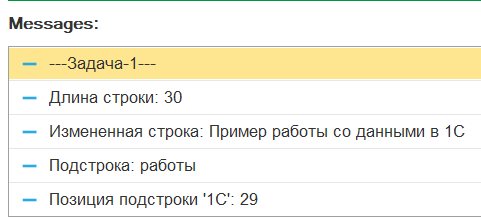 Messages:
---Задача-1---
Длина строки: 30
Измененная строка: Пример работы со данными в 1С
Подстрока: работы
Позиция подстроки '1С': 29